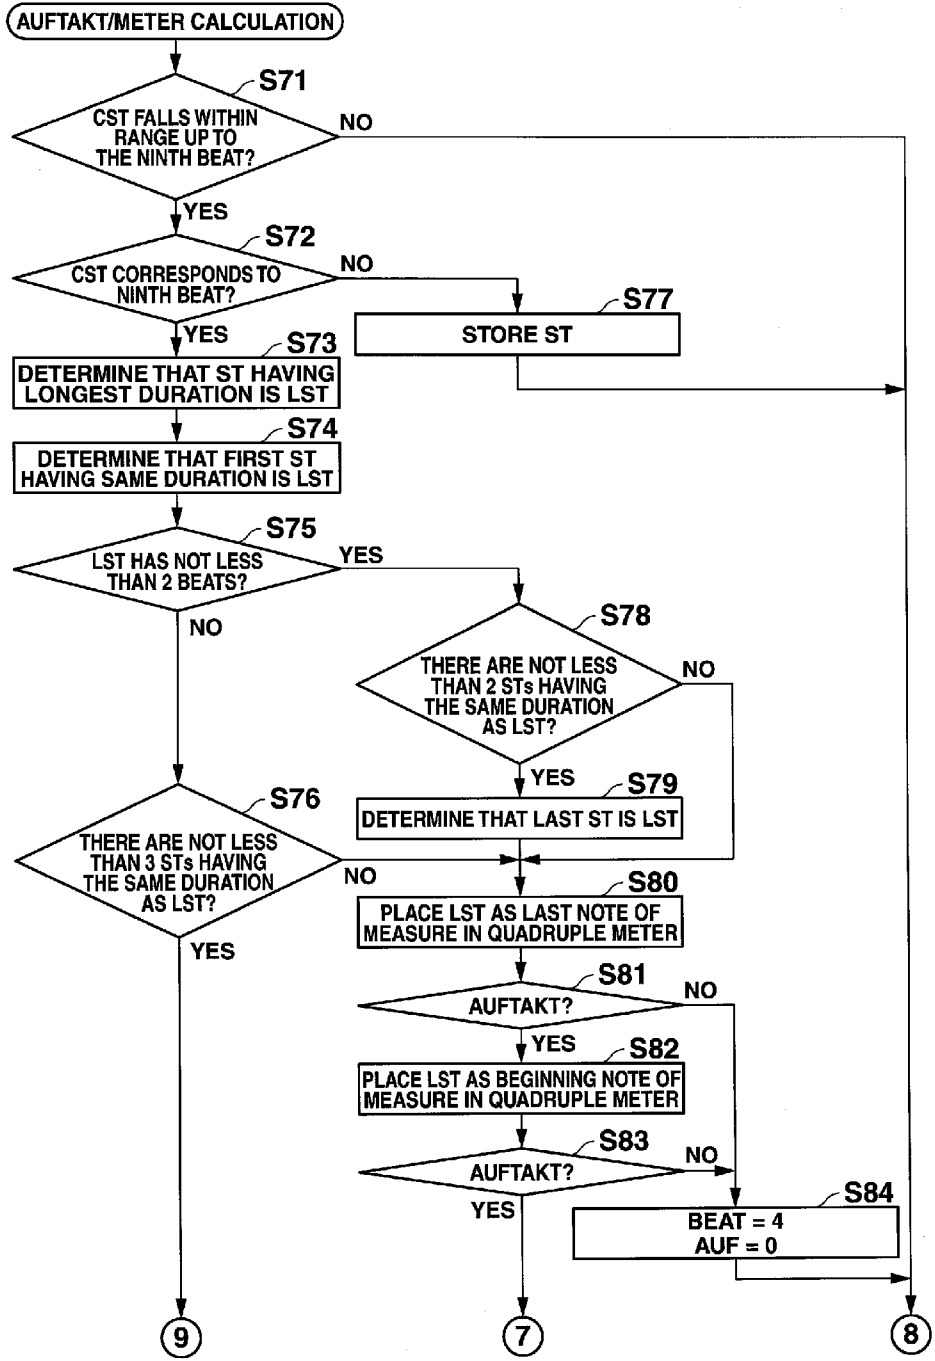 AUFTAKT/METER CALCULATION
S71
CST FALLS WITHIN
RANGE UP TO
THE NINTH BEAT?
NO
YES
S72
CST CORRESPONDS TO
NINTH BEAT?
NO
YES
S77
STORE ST
S73
DETERMINE THAT ST HAVING
LONGEST DURATION IS LST
S74
DETERMINE THAT FIRST ST
HAVING SAME DURATION IS LST
S75
LST HAS NOT LESS
THAN 2 BEATS?
YES
NO
S78
THERE ARE NOT LESS
THAN 2 STs HAVING
THE SAME DURATION
AS LST?
NO
YES
S79
DETERMINE THAT LAST ST IS LST
S76
THERE ARE NOT LESS
THAN 3 STs HAVING
THE SAME DURATION
AS LST?
NO
YES
S80
PLACE LST AS LAST NOTE OF
MEASURE IN QUADRUPLE METER
S81
AUFTAKT?
NO
YES
S82
PLACE LST AS BEGINNING NOTE OF
MEASURE IN QUADRUPLE METER
S83
AUFTAKT?
NO
YES
S84
BEAT = 4
AUF = 0
9
7
8